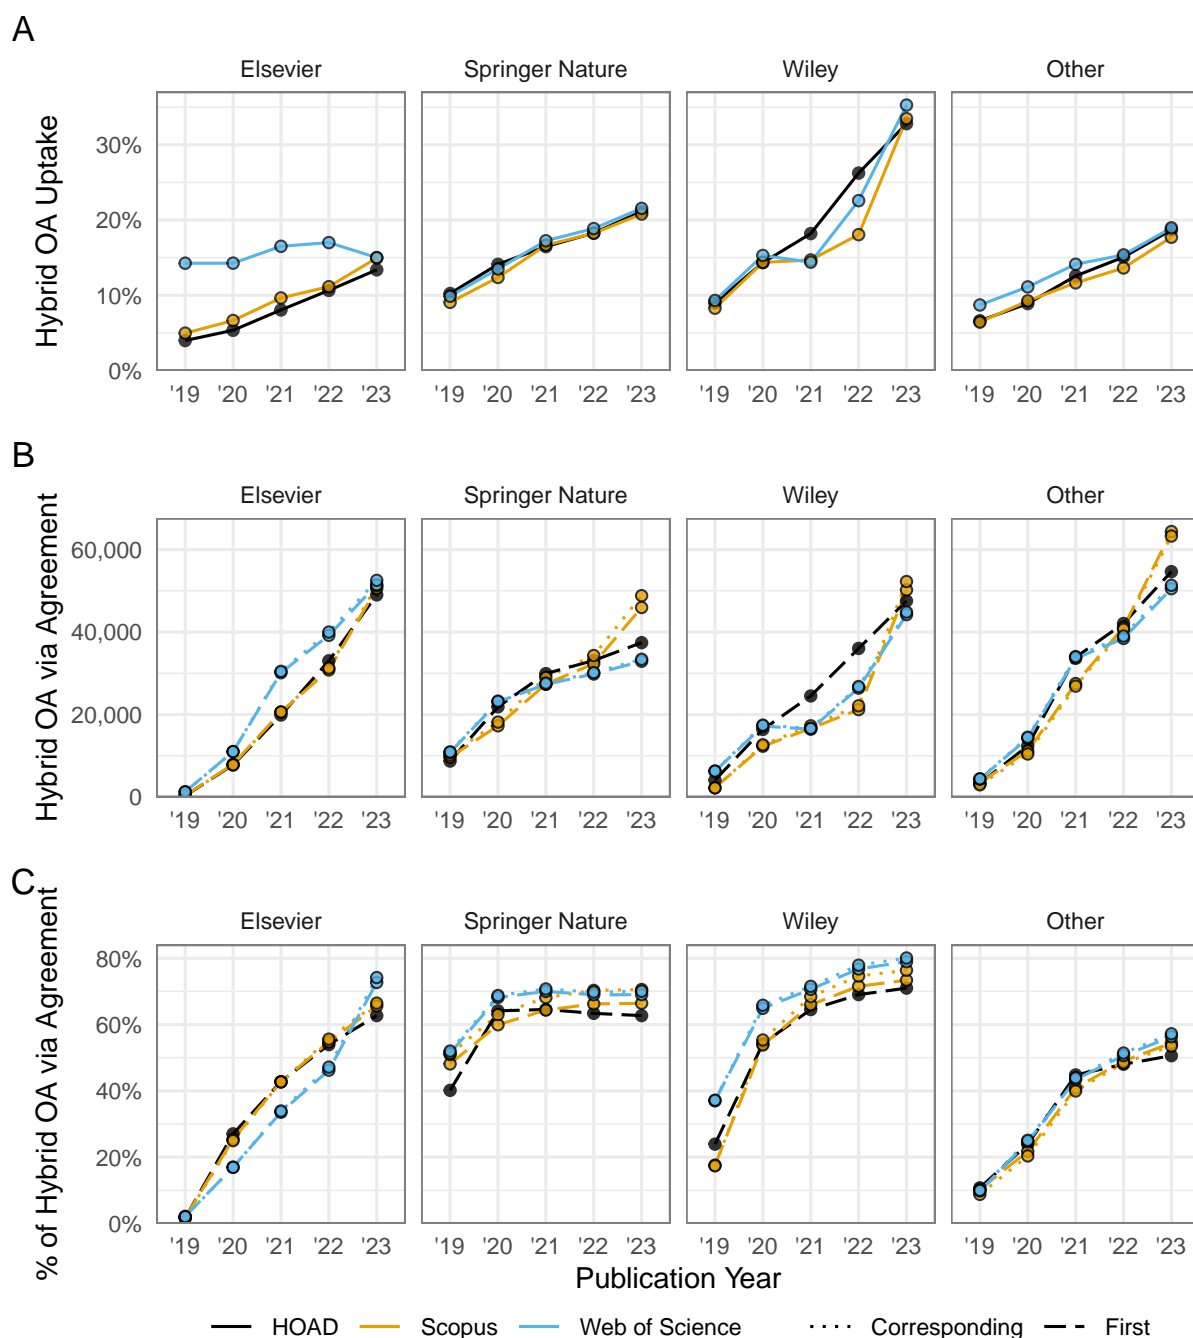 A
Elsevier Springer Nature Wiley Other
Hybrid OA Uptake
30%
20%
10%
0%
'19 '20 '21 '22 '23 '19 '20 '21 '22 '23 '19 '20 '21 '22 '23 '19 '20 '21 '22 '23
B
Elsevier Springer Nature Wiley Other
Hybrid OA via Agreement
60,000
40,000
20,000
0
'19 '20 '21 '22 '23 '19 '20 '21 '22 '23 '19 '20 '21 '22 '23 '19 '20 '21 '22 '23
C
Elsevier Springer Nature Wiley Other
% of Hybrid OA via Agreement
80%
60%
40%
20%
0%
'19 '20 '21 '22 '23 '19 '20 '21 '22 '23 '19 '20 '21 '22 '23 '19 '20 '21 '22 '23
Publication Year
HOAD Scopus Web of Science Corresponding First